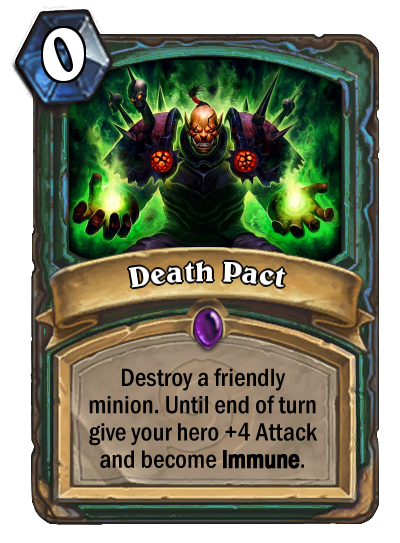 0
Death Pact
Destroy a friendly
minion. Until end of turn
give your hero +4 Attack
and become Immune.